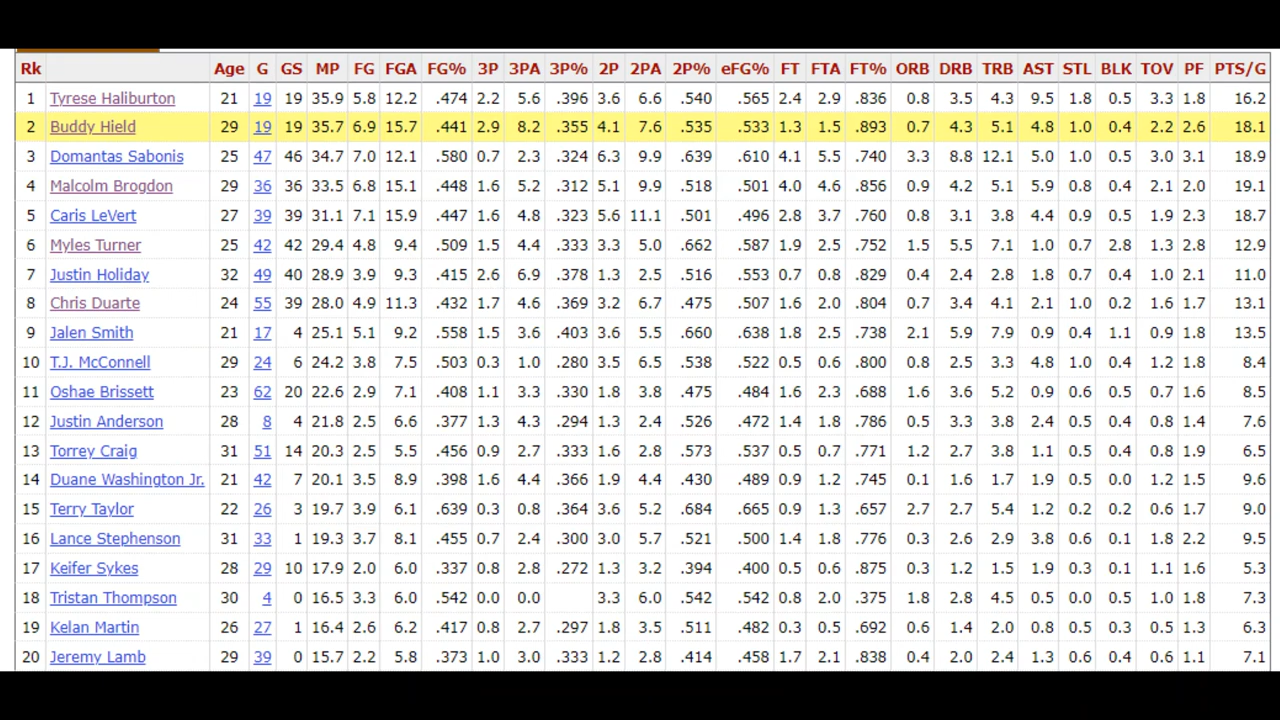 Rk Age G GS MP FG FGA FG% 3P 3PA 3P% 2P 2PA 2P% eFG% FT FTA FT% ORB DRB TRB AST STL BLK TOV PF PTS/G
1 Tyrese Haliburton 21 19 19 35.9 5.8 12.2 .474 2.2 5.6 .396 3.6 6.6 .540 .565 2.4 2.9 .836 0.8 3.5 4.3 9.5 1.8 0.5 3.3 1.8 16.2
2 Buddy Hield 29 19 19 35.7 6.9 15.7 .441 2.9 8.2 .355 4.1 7.6 .535 .533 1.3 1.5 .893 0.7 4.3 5.1 4.8 1.0 0.4 2.2 2.6 18.1
3 Domantas Sabonis 25 47 46 34.7 7.0 12.1 .580 0.7 2.3 .324 6.3 9.9 .639 .610 4.1 5.5 .740 3.3 8.8 12.1 5.0 1.0 0.5 3.0 3.1 18.9
4 Malcolm Brogdon 29 36 36 33.5 6.8 15.1 .448 1.6 5.2 .312 5.1 9.9 .518 .501 4.0 4.6 .856 0.9 4.2 5.1 5.9 0.8 0.4 2.1 2.0 19.1
5 Caris LeVert 27 39 39 31.1 7.1 15.9 .447 1.6 4.8 .323 5.6 11.1 .501 .496 2.8 3.7 .760 0.8 3.1 3.8 4.4 0.9 0.5 1.9 2.3 18.7
6 Myles Turner 25 42 42 29.4 4.8 9.4 .509 1.5 4.4 .333 3.3 5.0 .662 .587 1.9 2.5 .752 1.5 5.5 7.1 1.0 0.7 2.8 1.3 2.8 12.9
7 Justin Holiday 32 49 40 28.9 3.9 9.3 .415 2.6 6.9 .378 1.3 2.5 .516 .553 0.7 0.8 .829 0.4 2.4 2.8 1.8 0.7 0.4 1.0 2.1 11.0
8 Chris Duarte 24 55 39 28.0 4.9 11.3 .432 1.7 4.6 .369 3.2 6.7 .475 .507 1.6 2.0 .804 0.7 3.4 4.1 2.1 1.0 0.2 1.6 1.7 13.1
9 Jalen Smith 21 17 4 25.1 5.1 9.2 .558 1.5 3.6 .403 3.6 5.5 .660 .638 1.8 2.5 .738 2.1 5.9 7.9 0.9 0.4 1.1 0.9 1.8 13.5
10 T.J. McConnell 29 24 6 24.2 3.8 7.5 .503 0.3 1.0 .280 3.5 6.5 .538 .522 0.5 0.6 .800 0.8 2.5 3.3 4.8 1.0 0.4 1.2 1.8 8.4
11 Oshae Brissett 23 62 20 22.6 2.9 7.1 .408 1.1 3.3 .330 1.8 3.8 .475 .484 1.6 2.3 .688 1.6 3.6 5.2 0.9 0.6 0.5 0.7 1.6 8.5
12 Justin Anderson 28 8 4 21.8 2.5 6.6 .377 1.3 4.3 .294 1.3 2.4 .526 .472 1.4 1.8 .786 0.5 3.3 3.8 2.4 0.5 0.4 0.8 1.4 7.6
13 Torrey Craig 31 51 14 20.3 2.5 5.5 .456 0.9 2.7 .333 1.6 2.8 .573 .537 0.5 0.7 .771 1.2 2.7 3.8 1.1 0.5 0.4 0.8 1.9 6.5
14 Duane Washington Jr. 21 42 7 20.1 3.5 8.9 .398 1.6 4.4 .366 1.9 4.4 .430 .489 0.9 1.2 .745 0.1 1.6 1.7 1.9 0.5 0.0 1.2 1.5 9.6
15 Terry Taylor 22 26 3 19.7 3.9 6.1 .639 0.3 0.8 .364 3.6 5.2 .684 .665 0.9 1.3 .657 2.7 2.7 5.4 1.2 0.2 0.2 0.6 1.7 9.0
16 Lance Stephenson 31 33 1 19.3 3.7 8.1 .455 0.7 2.4 .300 3.0 5.7 .521 .500 1.4 1.8 .776 0.3 2.6 2.9 3.8 0.6 0.1 1.8 2.2 9.5
17 Keifer Sykes 28 29 10 17.9 2.0 6.0 .337 0.8 2.8 .272 1.3 3.2 .394 .400 0.5 0.6 .875 0.3 1.2 1.5 1.9 0.3 0.1 1.1 1.6 5.3
18 Tristan Thompson 30 4 0 16.5 3.3 6.0 .542 0.0 0.0 3.3 6.0 .542 .542 0.8 2.0 .375 1.8 2.8 4.5 0.5 0.0 0.5 1.0 1.8 7.3
19 Kelan Martin 26 27 1 16.4 2.6 6.2 .417 0.8 2.7 .297 1.8 3.5 .511 .482 0.3 0.5 .692 0.6 1.4 2.0 0.8 0.5 0.3 0.5 1.3 6.3
20 Jeremy Lamb 29 39 0 15.7 2.2 5.8 .373 1.0 3.0 .333 1.2 2.8 .414 .458 1.7 2.1 .838 0.4 2.0 2.4 1.3 0.6 0.4 0.6 1.1 7.1